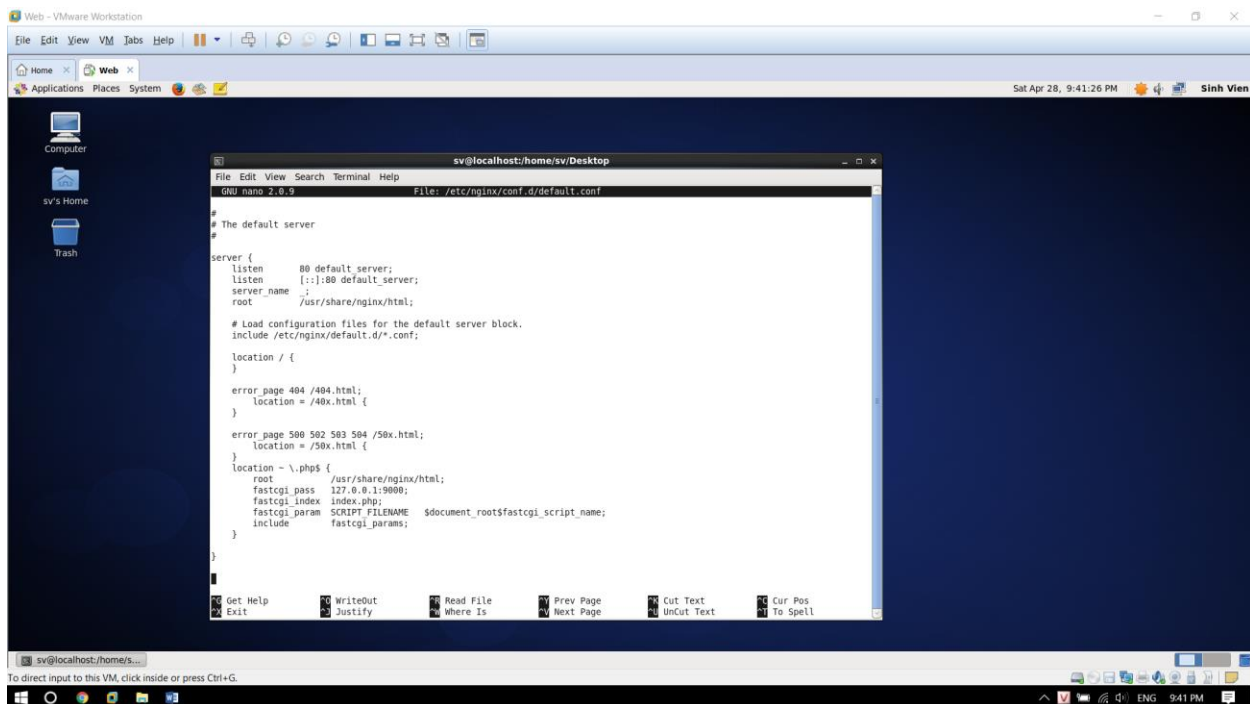 Web - VMware Workstation
File Edit View VM Tabs Help
Home Web
Applications Places System Sat Apr 28, 9:41:26 PM Sinh Vien
Computer
sv's Home
Trash
sv@localhost:/home/sv/Desktop
File Edit View Search Terminal Help
GNU nano 2.0.9 File: /etc/nginx/conf.d/default.conf
#
# The default server
#
server {
listen 80 default_server;
listen [::]:80 default_server;
server_name _;
root /usr/share/nginx/html;
# Load configuration files for the default server block.
include /etc/nginx/default.d/*.conf;
location / {
}
error_page 404 /404.html;
location = /40x.html {
}
error_page 500 502 503 504 /50x.html;
location = /50x.html {
}
location ~ \.php$ {
root /usr/share/nginx/html;
fastcgi_pass 127.0.0.1:9000;
fastcgi_index index.php;
fastcgi_param SCRIPT_FILENAME $document_root$fastcgi_script_name;
include fastcgi_params;
}
}
^G Get Help ^O WriteOut ^R Read File ^Y Prev Page ^K Cut Text ^C Cur Pos
^X Exit ^J Justify ^W Where Is ^V Next Page ^U UnCut Text ^T To Spell
sv@localhost:/home/s...
To direct input to this VM, click inside or press Ctrl+G.
V ENG 9:41 PM